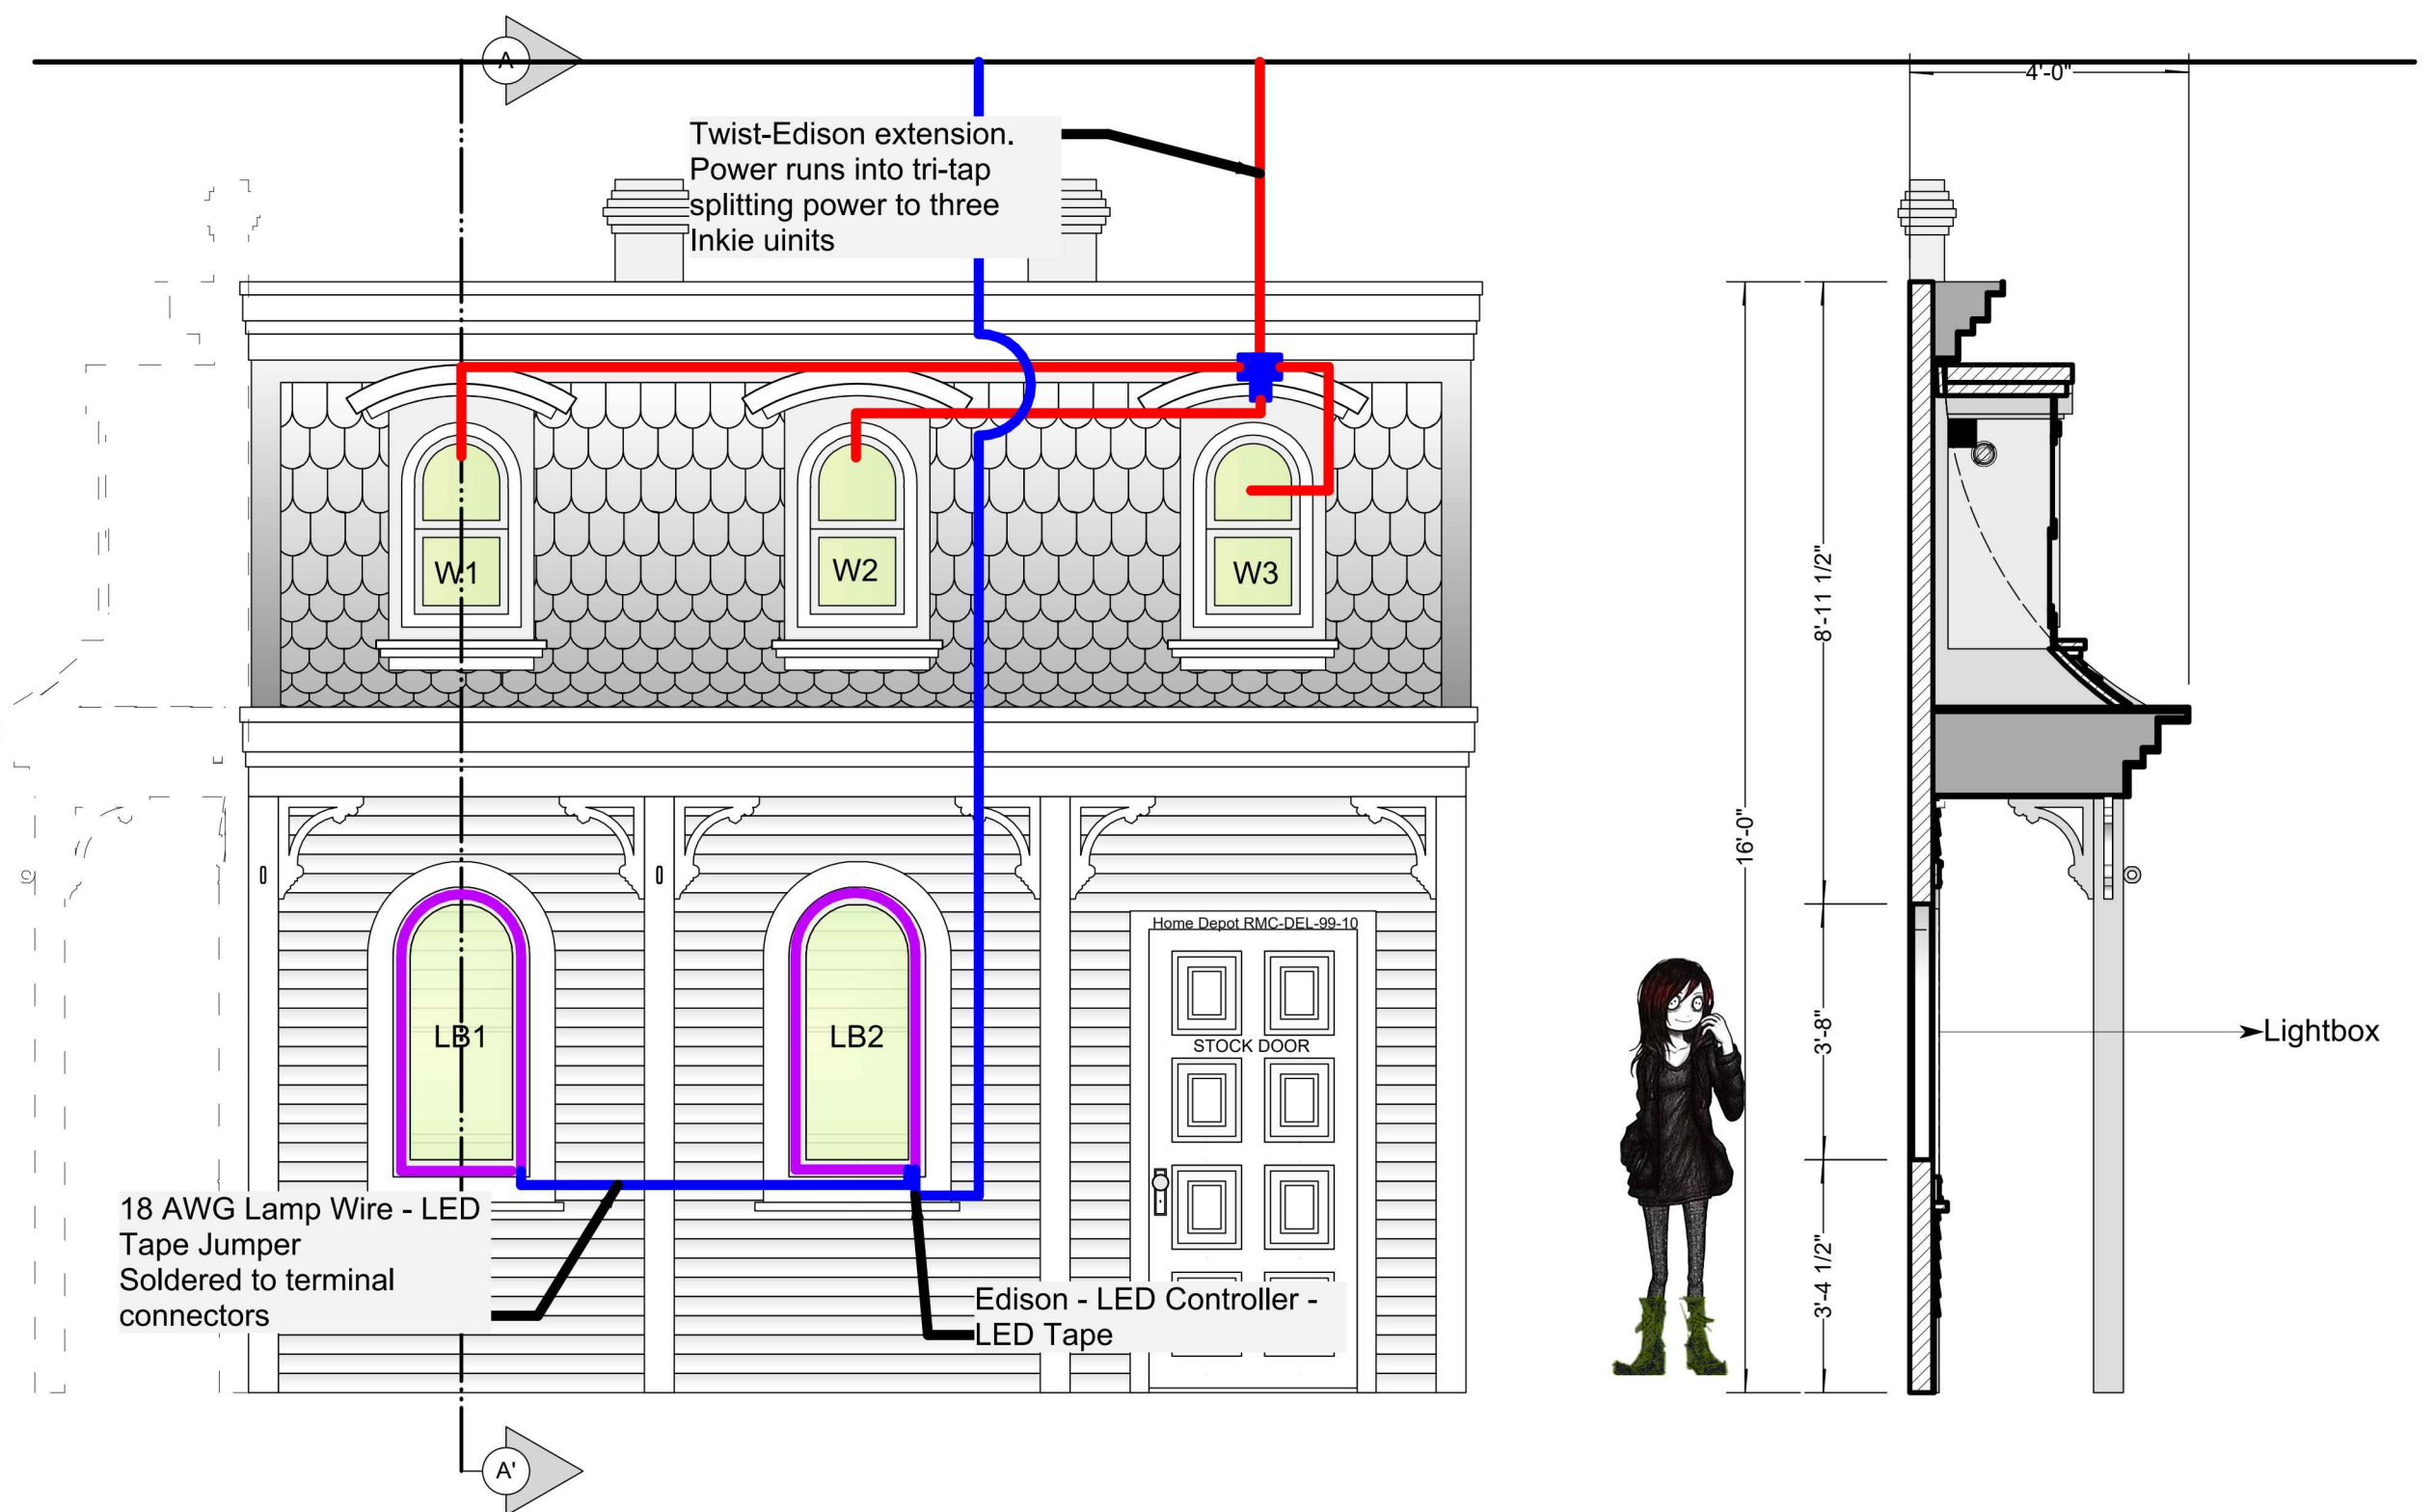 A
4'-0"
Twist-Edison extension.
Power runs into tri-tap
splitting power to three
Inkie uinits
W1
W2
W3
8'-11 1/2"
16'-0"
Home Depot RMC-DEL-99-10
STOCK DOOR
LB1
LB2
3'-8"
Lightbox
18 AWG Lamp Wire - LED
Tape Jumper
Soldered to terminal
connectors
Edison - LED Controller -
LED Tape
3'-4 1/2"
A'